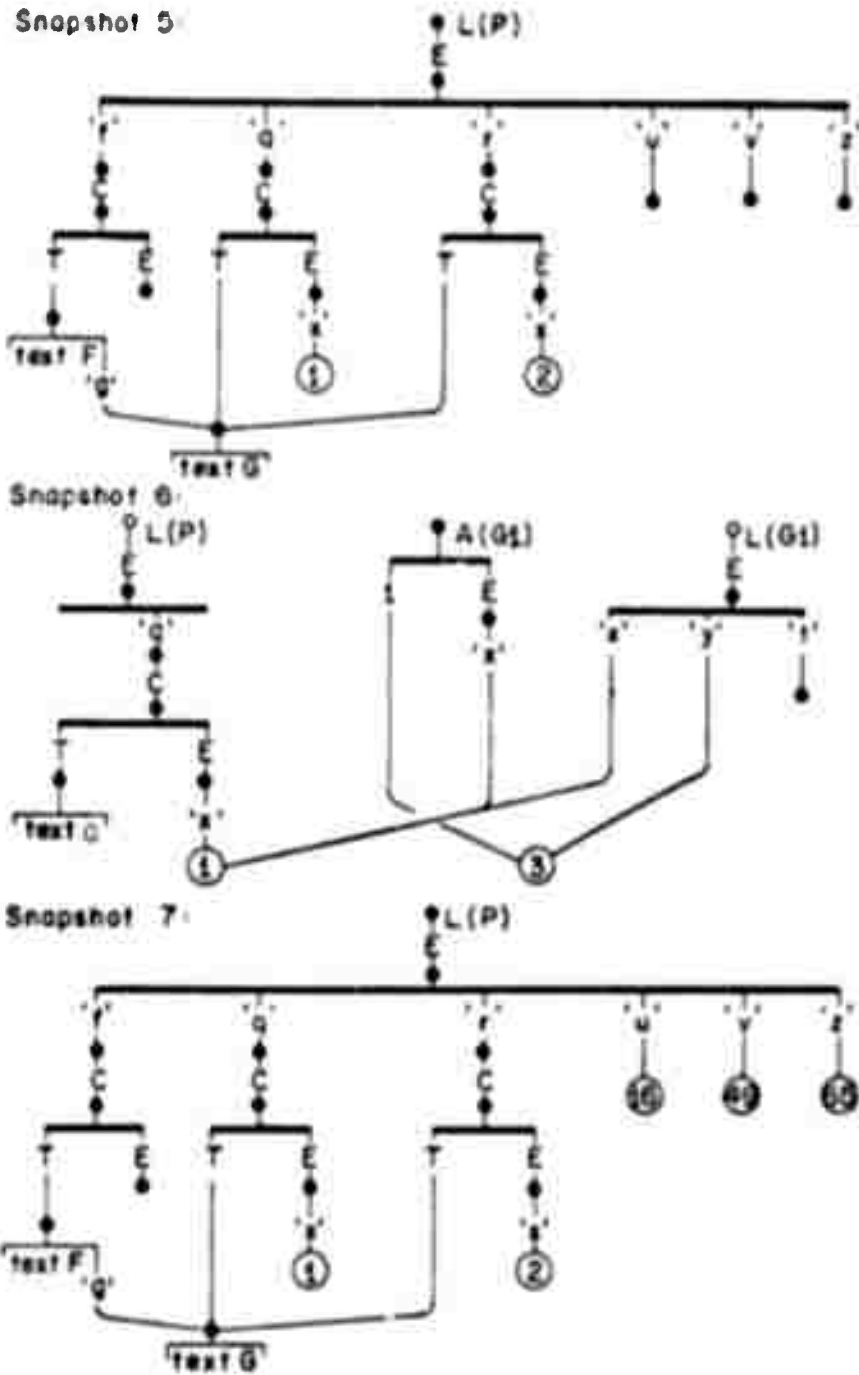 Snapshot 5:
L(P)
E
'f' 'a' 'r' 'u' 'v' 'z'
C C C
T E T E T E
'x' 'x'
text F
1 2
'g'
text G
Snapshot 6:
L(P) A(G1) L(G1)
E E
E
'a' 'x' 'y'
'x'
C
T E
'x'
text G
1 3
Snapshot 7:
L(P)
E
'f' 'a' 'r' 'u' 'v' 'z'
C C C
T E T E T E
'x' 'x'
text F
1 2
'g'
text G